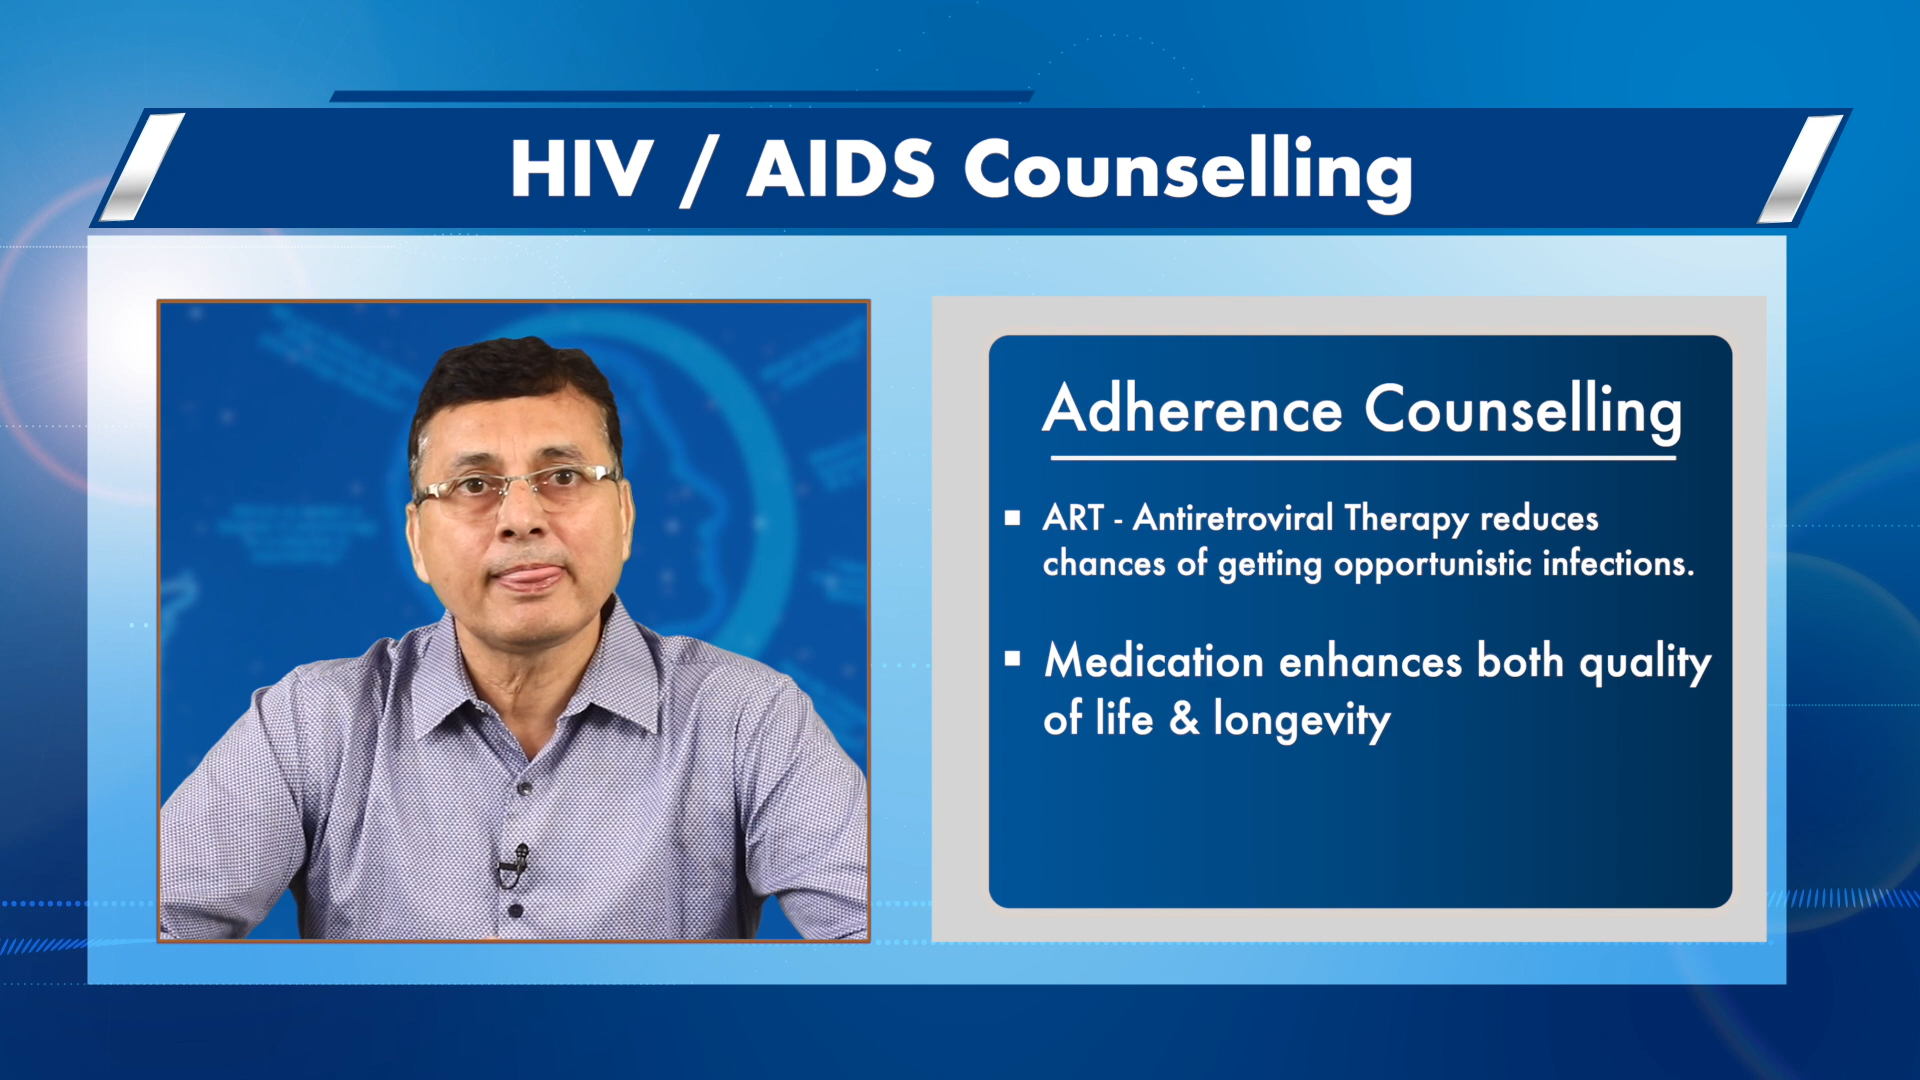 HIV / AIDS Counselling
Adherence Counselling
▪ ART - Antiretroviral Therapy reduces
chances of getting opportunistic infections.
▪ Medication enhances both quality
of life & longevity